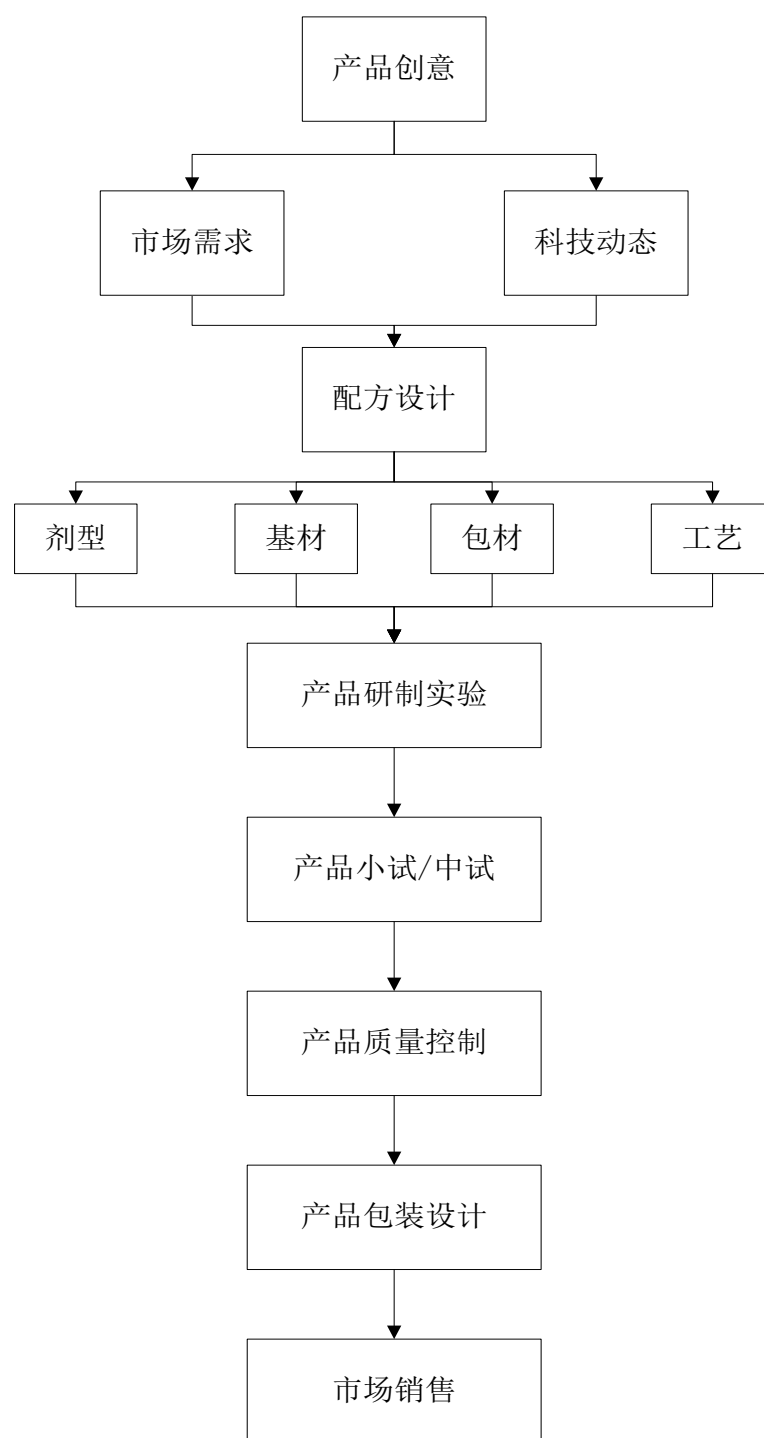 产品创意
市场需求
科技动态
配方设计
剂型
基材
包材
工艺
产品研制实验
产品小试/中试
产品质量控制
产品包装设计
市场销售